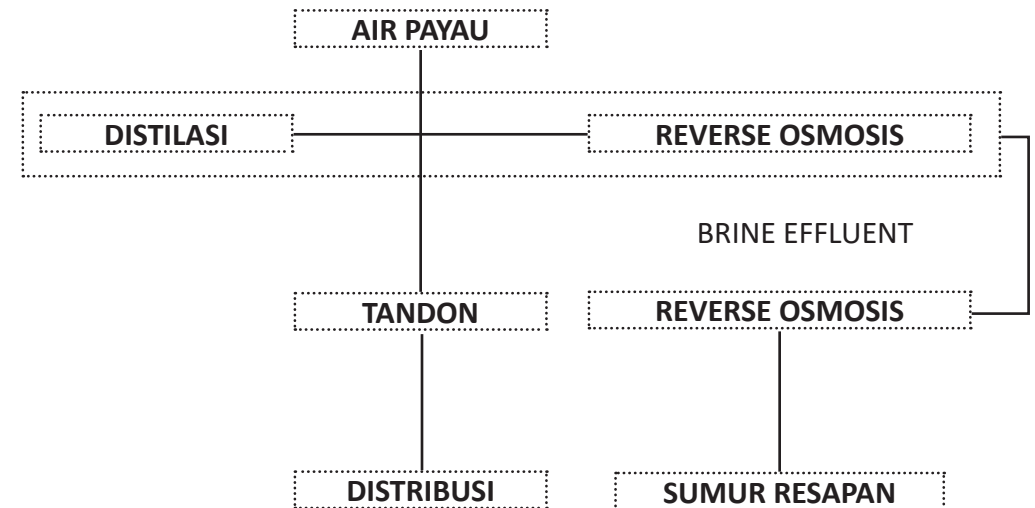 AIR PAYAU
DISTILASI
REVERSE OSMOSIS
BRINE EFFLUENT
TANDON
REVERSE OSMOSIS
DISTRIBUSI
SUMUR RESAPAN